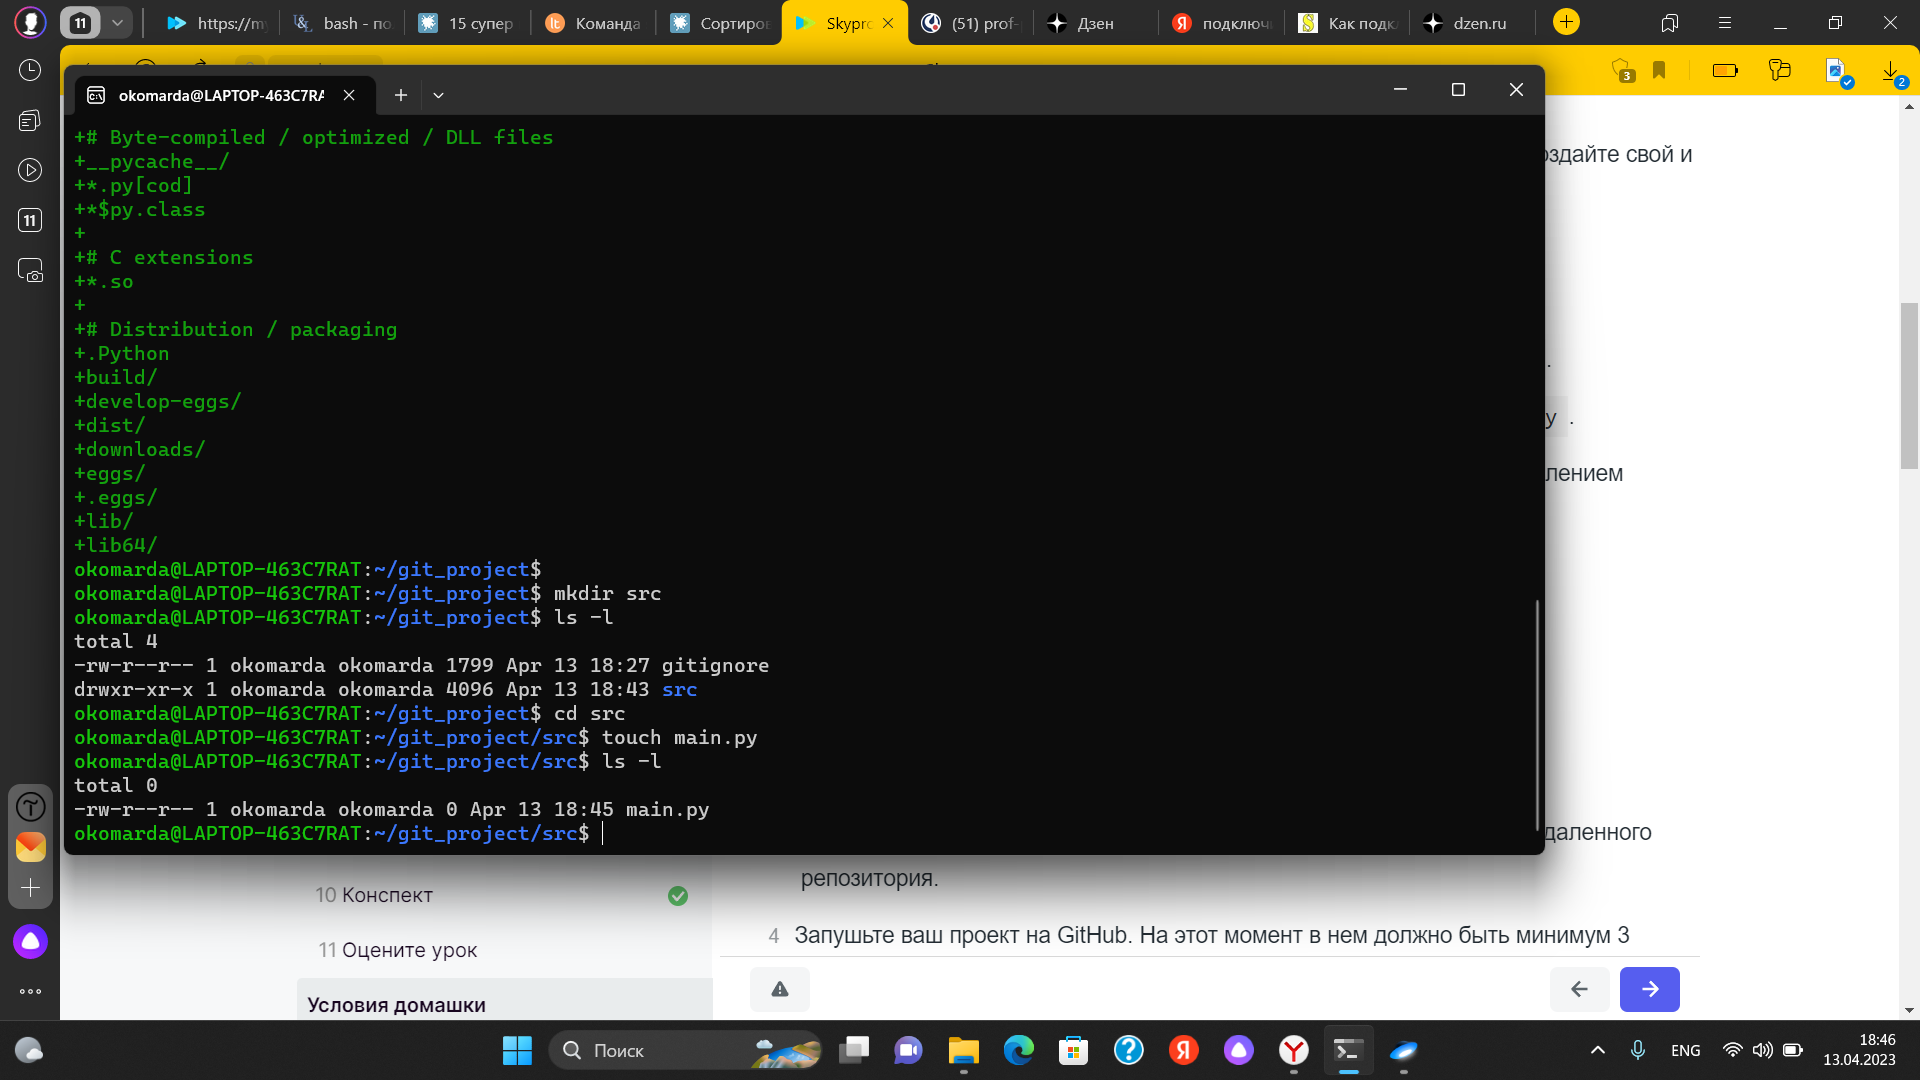 11
https://m
bash - по
15 супер
Команда
Сортиров
Skypro
(51) prof-
Дзен
подключ
Как подк
dzen.ru
3
2
okomarda@LAPTOP-463C7RA
+# Byte-compiled / optimized / DLL files
+__pycache__/
+*.py[cod]
+*$py.class
+
+# C extensions
+*.so
+
+# Distribution / packaging
+.Python
+build/
+develop-eggs/
+dist/
+downloads/
+eggs/
+.eggs/
+lib/
+lib64/
okomarda@LAPTOP-463C7RAT:~/git_project$
okomarda@LAPTOP-463C7RAT:~/git_project$ mkdir src
okomarda@LAPTOP-463C7RAT:~/git_project$ ls -l
total 4
-rw-r--r-- 1 okomarda okomarda 1799 Apr 13 18:27 gitignore
drwxr-xr-x 1 okomarda okomarda 4096 Apr 13 18:43 src
okomarda@LAPTOP-463C7RAT:~/git_project$ cd src
okomarda@LAPTOP-463C7RAT:~/git_project/src$ touch main.py
okomarda@LAPTOP-463C7RAT:~/git_project/src$ ls -l
total 0
-rw-r--r-- 1 okomarda okomarda 0 Apr 13 18:45 main.py
okomarda@LAPTOP-463C7RAT:~/git_project/src$
11
оздайте свой и
.
y .
лением
даленного
репозитория.
4 Запушьте ваш проект на GitHub. На этот момент в нем должно быть минимум 3
10 Конспект
11 Оцените урок
Условия домашки
Поиск
ENG
18:46
13.04.2023